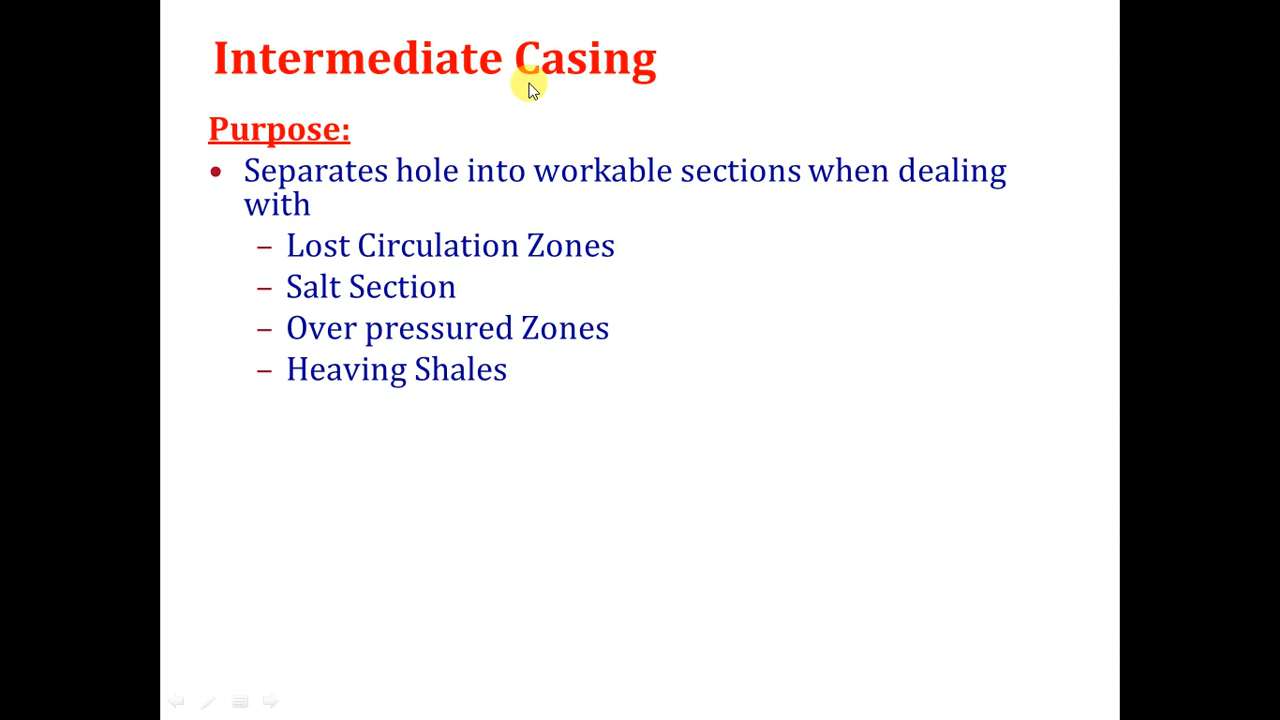 Intermediate Casing
Purpose:
• Separates hole into workable sections when dealing
with
– Lost Circulation Zones
– Salt Section
– Over pressured Zones
– Heaving Shales